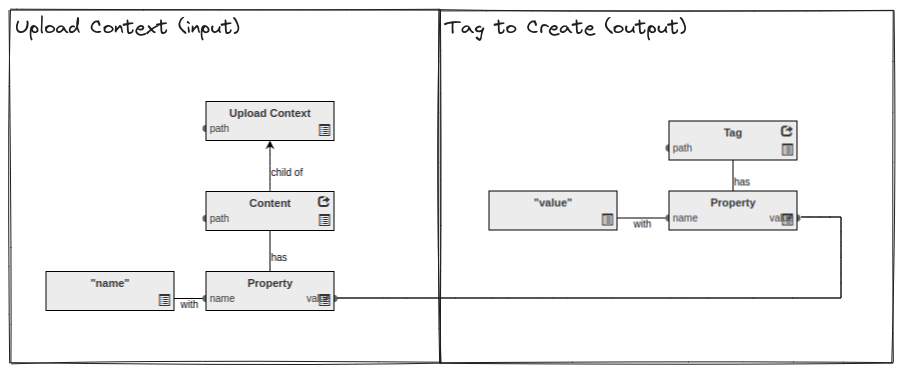 Upload Context (input)
Tag to Create (output)
Upload Context
path
child of
Content
path
has
"name"
with
Property
name
value
Tag
path
has
"value"
with
Property
name
value